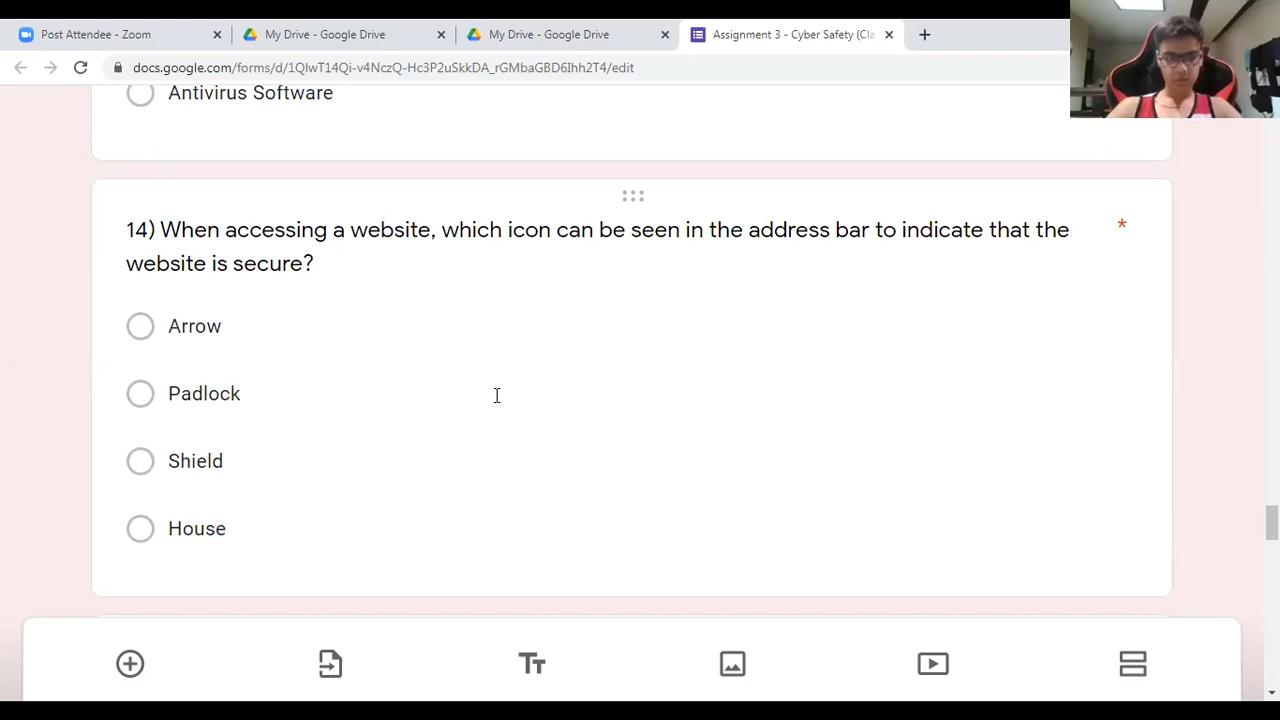 Post Attendee - Zoom
My Drive - Google Drive
My Drive - Google Drive
Assignment 3 - Cyber Safety (Cla
docs.google.com/forms/d/1QlwT14Qi-v4NczQ-Hc3P2uSkkDA_rGMbaGBD6Ihh2T4/edit
Antivirus Software
14) When accessing a website, which icon can be seen in the address bar to indicate that the *
website is secure?
Arrow
Padlock
Shield
House
Tт